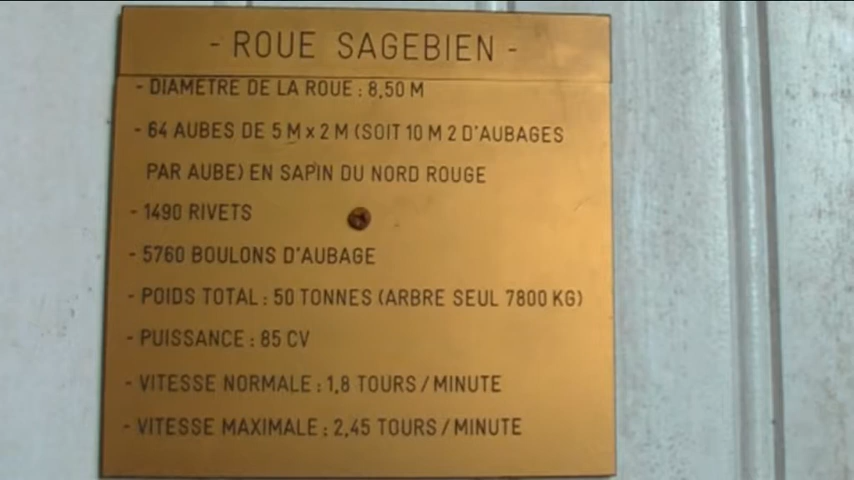 - ROUE SAGEBIEN -
- DIAMETRE DE LA ROUE : 8,50 M
- 64 AUBES DE 5 M x 2 M (SOIT 10 M 2 D'AUBAGES
PAR AUBE) EN SAPIN DU NORD ROUGE
- 1490 RIVETS
- 5760 BOULONS D'AUBAGE
- POIDS TOTAL : 50 TONNES (ARBRE SEUL 7800 KG)
- PUISSANCE : 85 CV
- VITESSE NORMALE : 1,8 TOURS / MINUTE
- VITESSE MAXIMALE : 2,45 TOURS / MINUTE